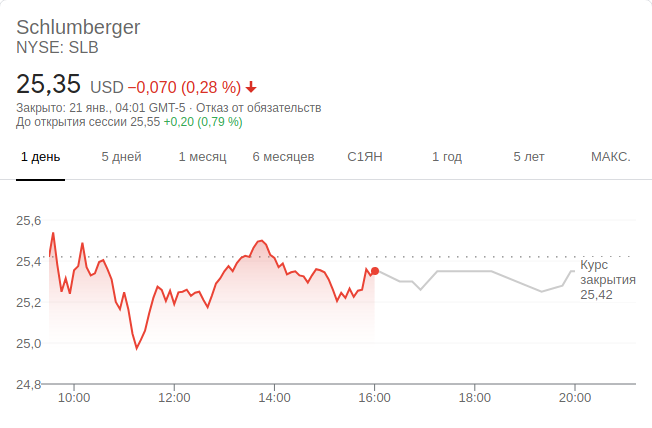 Schlumberger
NYSE: SLB
25,35 USD −0,070 (0,28 %)
Закрыто: 21 янв., 04:01 GMT-5 · Отказ от обязательств
До открытия сессии 25,55 +0,20 (0,79 %)
1 день 5 дней 1 месяц 6 месяцев С1ЯН 1 год 5 лет МАКС.
25,6
25,4
25,2
25,0
24,8
Курс
закрытия
25,42
10:00 12:00 14:00 16:00 18:00 20:00